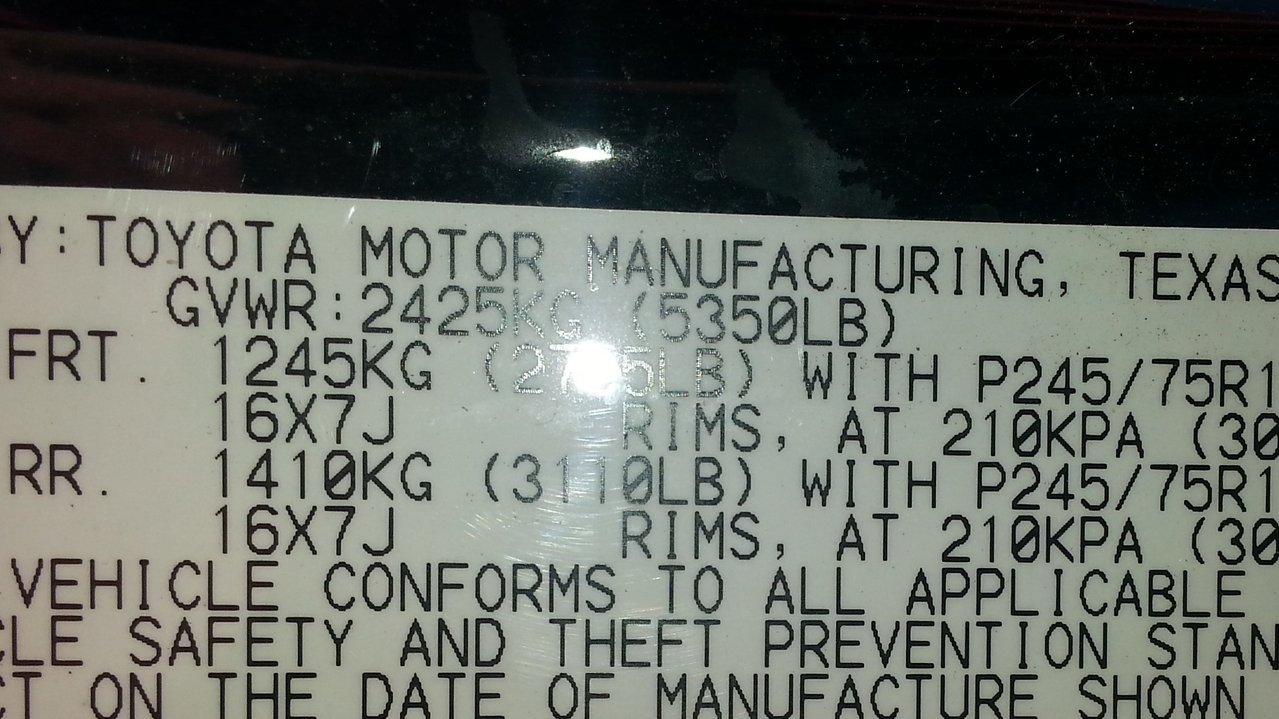 Y:TOYOTA MOTOR MANUFACTURING, TEXAS
GVWR:2425KG (5350LB)
FRT. 1245KG WITH P245/75R1
16X7J RIMS, AT 210KPA (30
RR. 1410KG (3110LB) WITH P245/75R1
16X7J RIMS, AT 210KPA (30
VEHICLE CONFORMS TO ALL APPLICABLE
CLE SAFETY AND THEFT PREVENTION STAN
CT ON THE DATE OF MANUFACTURE SHOWN